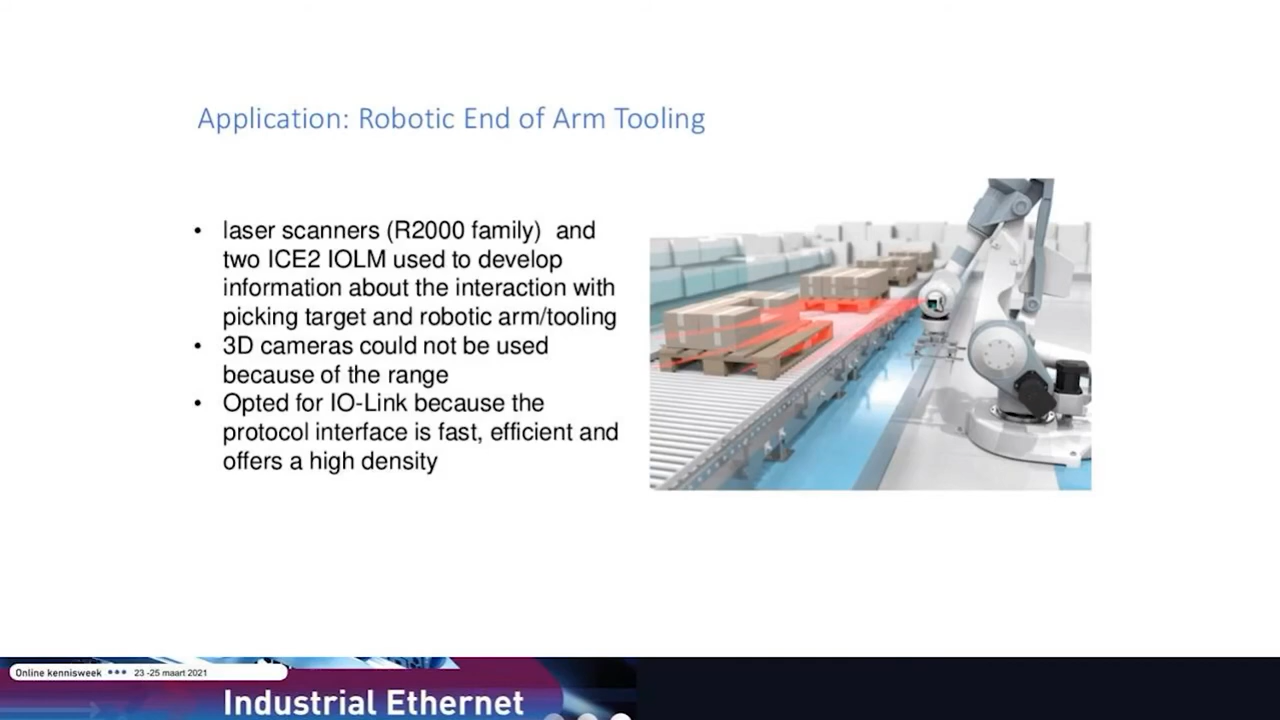 Application: Robotic End of Arm Tooling
• laser scanners (R2000 family) and
two ICE2 IOLM used to develop
information about the interaction with
picking target and robotic arm/tooling
• 3D cameras could not be used
because of the range
• Opted for IO-Link because the
protocol interface is fast, efficient and
offers a high density
Online kennisweek ••• 23 -25 maart 2021
Industrial Ethernet